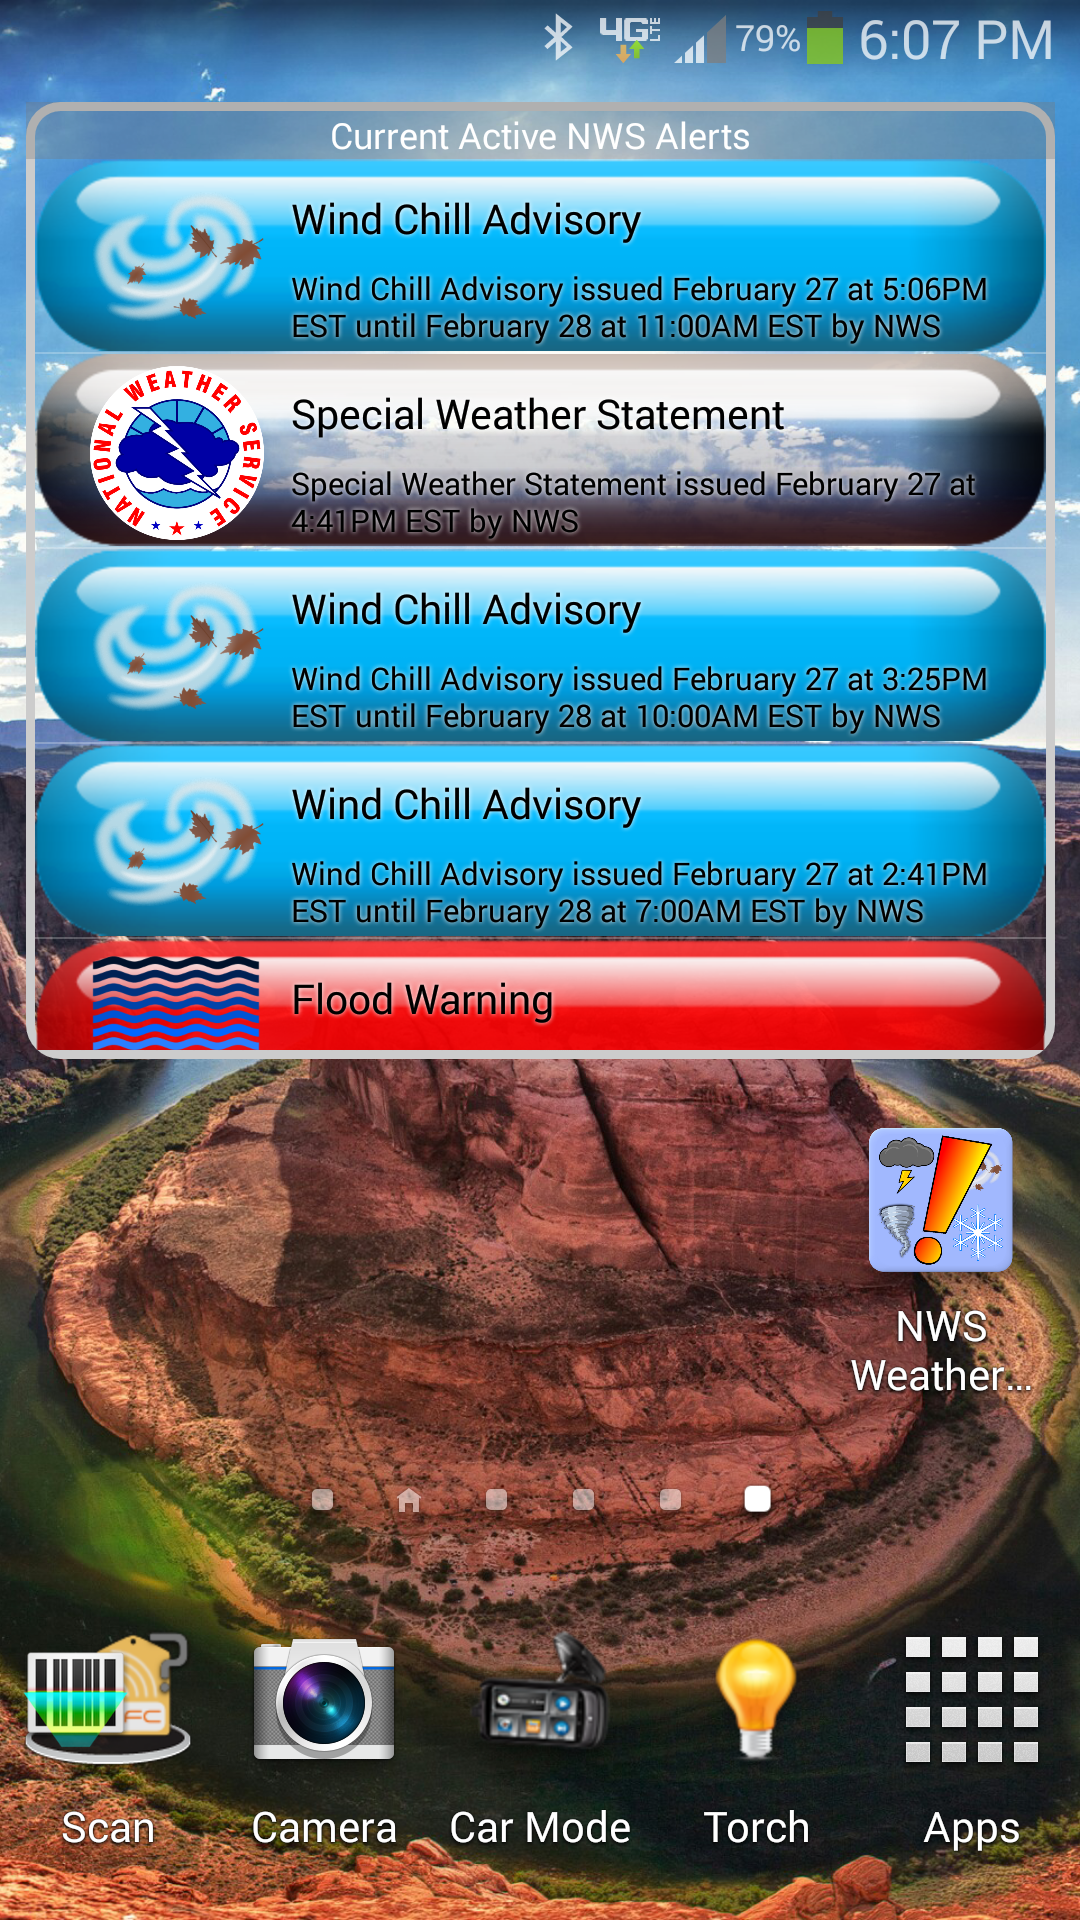 4G LTE 79% 6:07 PM
Current Active NWS Alerts
Wind Chill Advisory
Wind Chill Advisory issued February 27 at 5:06PM
EST until February 28 at 11:00AM EST by NWS
NATIONAL WEATHER SERVICE
Special Weather Statement
Special Weather Statement issued February 27 at
4:41PM EST by NWS
Wind Chill Advisory
Wind Chill Advisory issued February 27 at 3:25PM
EST until February 28 at 10:00AM EST by NWS
Wind Chill Advisory
Wind Chill Advisory issued February 27 at 2:41PM
EST until February 28 at 7:00AM EST by NWS
Flood Warning
NWS
Weather...
FC
Scan Camera Car Mode Torch Apps